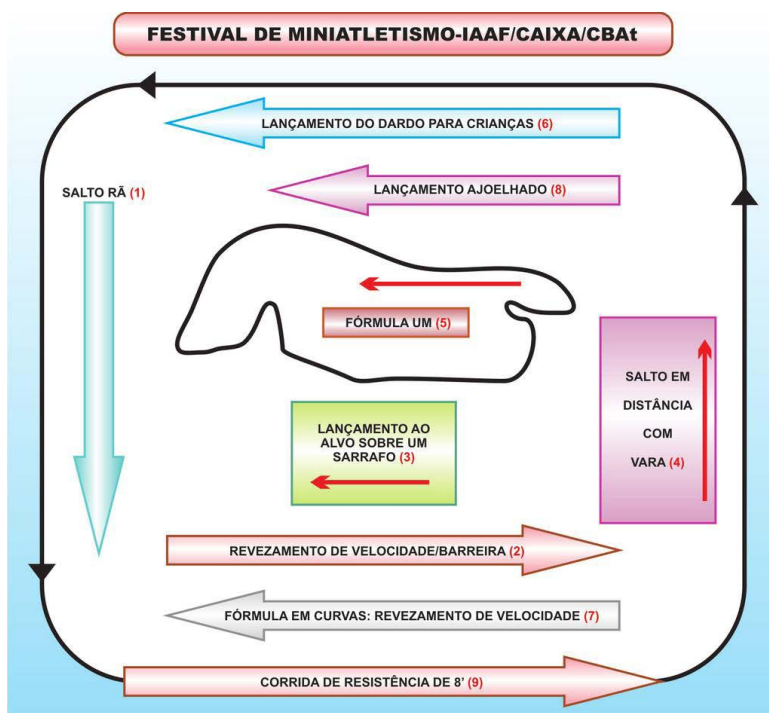 FESTIVAL DE MINIATLETISMO-IAAF/CAIXA/CBAt
LANÇAMENTO DO DARDO PARA CRIANÇAS (6)
LANÇAMENTO AJOELHADO (8)
SALTO RÃ (1)
FÓRMULA UM (5)
SALTO EM
DISTÂNCIA
COM
VARA (4)
LANÇAMENTO AO
ALVO SOBRE UM
SARRAFO (3)
REVEZAMENTO DE VELOCIDADE/BARREIRA (2)
FÓRMULA EM CURVAS: REVEZAMENTO DE VELOCIDADE (7)
CORRIDA DE RESISTÊNCIA DE 8' (9)